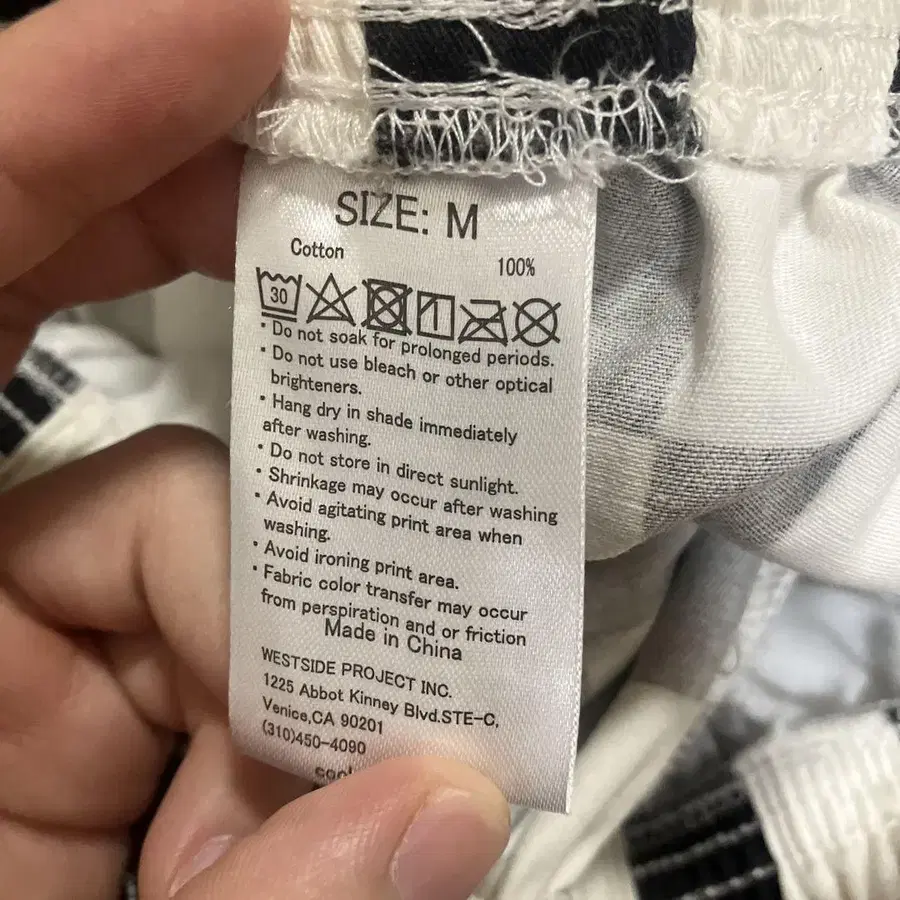 SIZE: M
Cotton 100%
30
・Do not soak for prolonged periods.
・Do not use bleach or other optical
brighteners.
・Hang dry in shade immediately
after washing.
・Do not store in direct sunlight.
・Shrinkage may occur after washing
・Avoid agitating print area when
washing.
・Avoid ironing print area.
・Fabric color transfer may occur
from perspiration and or friction
Made in China
WESTSIDE PROJECT INC.
1225 Abbot Kinney Blvd.STE-C,
Venice,CA 90201
(310)450-4090